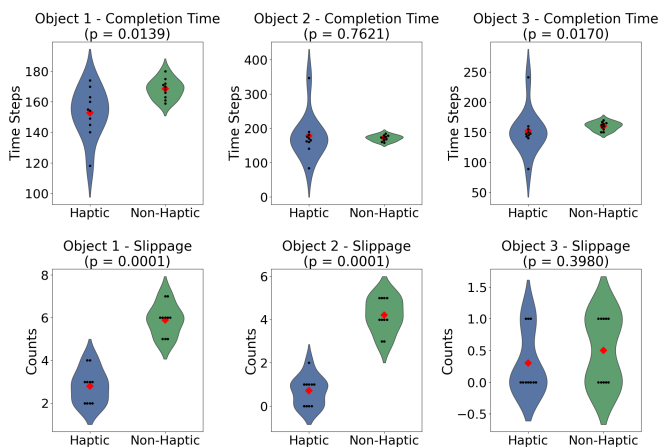 Object 1 - Completion Time
(p = 0.0139)
Object 2 - Completion Time
(p = 0.7621)
Object 3 - Completion Time
(p = 0.0170)
Time Steps
180
160
140
120
100
Haptic
Non-Haptic
Time Steps
400
300
200
100
0
Haptic
Non-Haptic
Time Steps
250
200
150
100
50
Haptic
Non-Haptic
Object 1 - Slippage
(p = 0.0001)
Object 2 - Slippage
(p = 0.0001)
Object 3 - Slippage
(p = 0.3980)
Counts
8
6
4
2
Haptic
Non-Haptic
Counts
6
4
2
0
Haptic
Non-Haptic
Counts
1.5
1.0
0.5
0.0
−0.5
Haptic
Non-Haptic